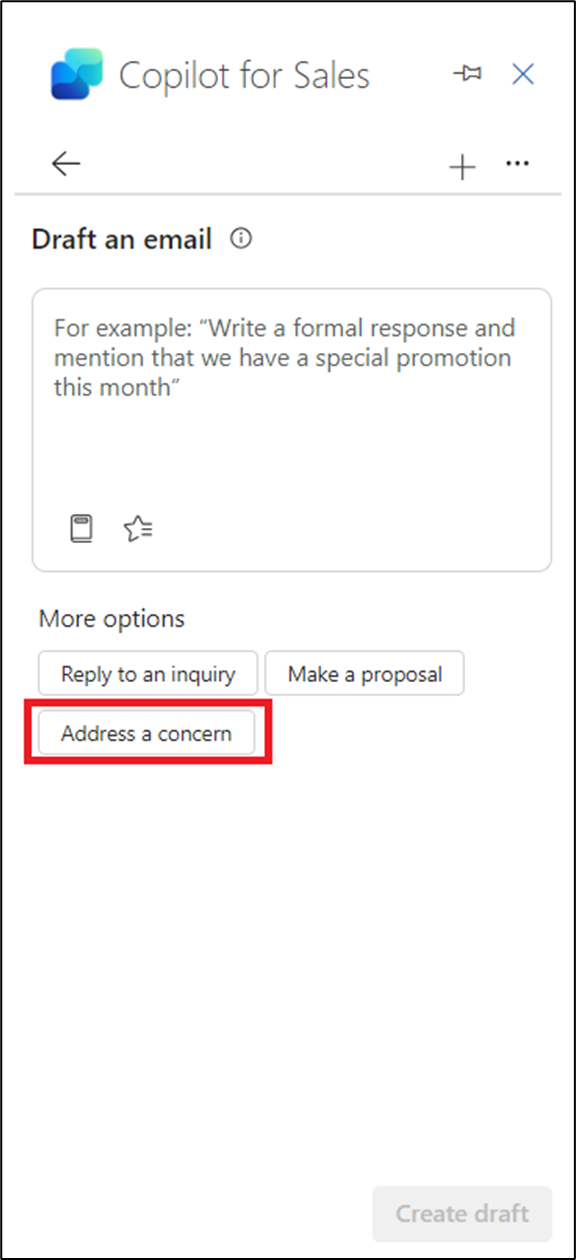 Copilot for Sales
Draft an email
For example: “Write a formal response and
mention that we have a special promotion
this month”
More options
Reply to an inquiry
Make a proposal
Address a concern
Create draft